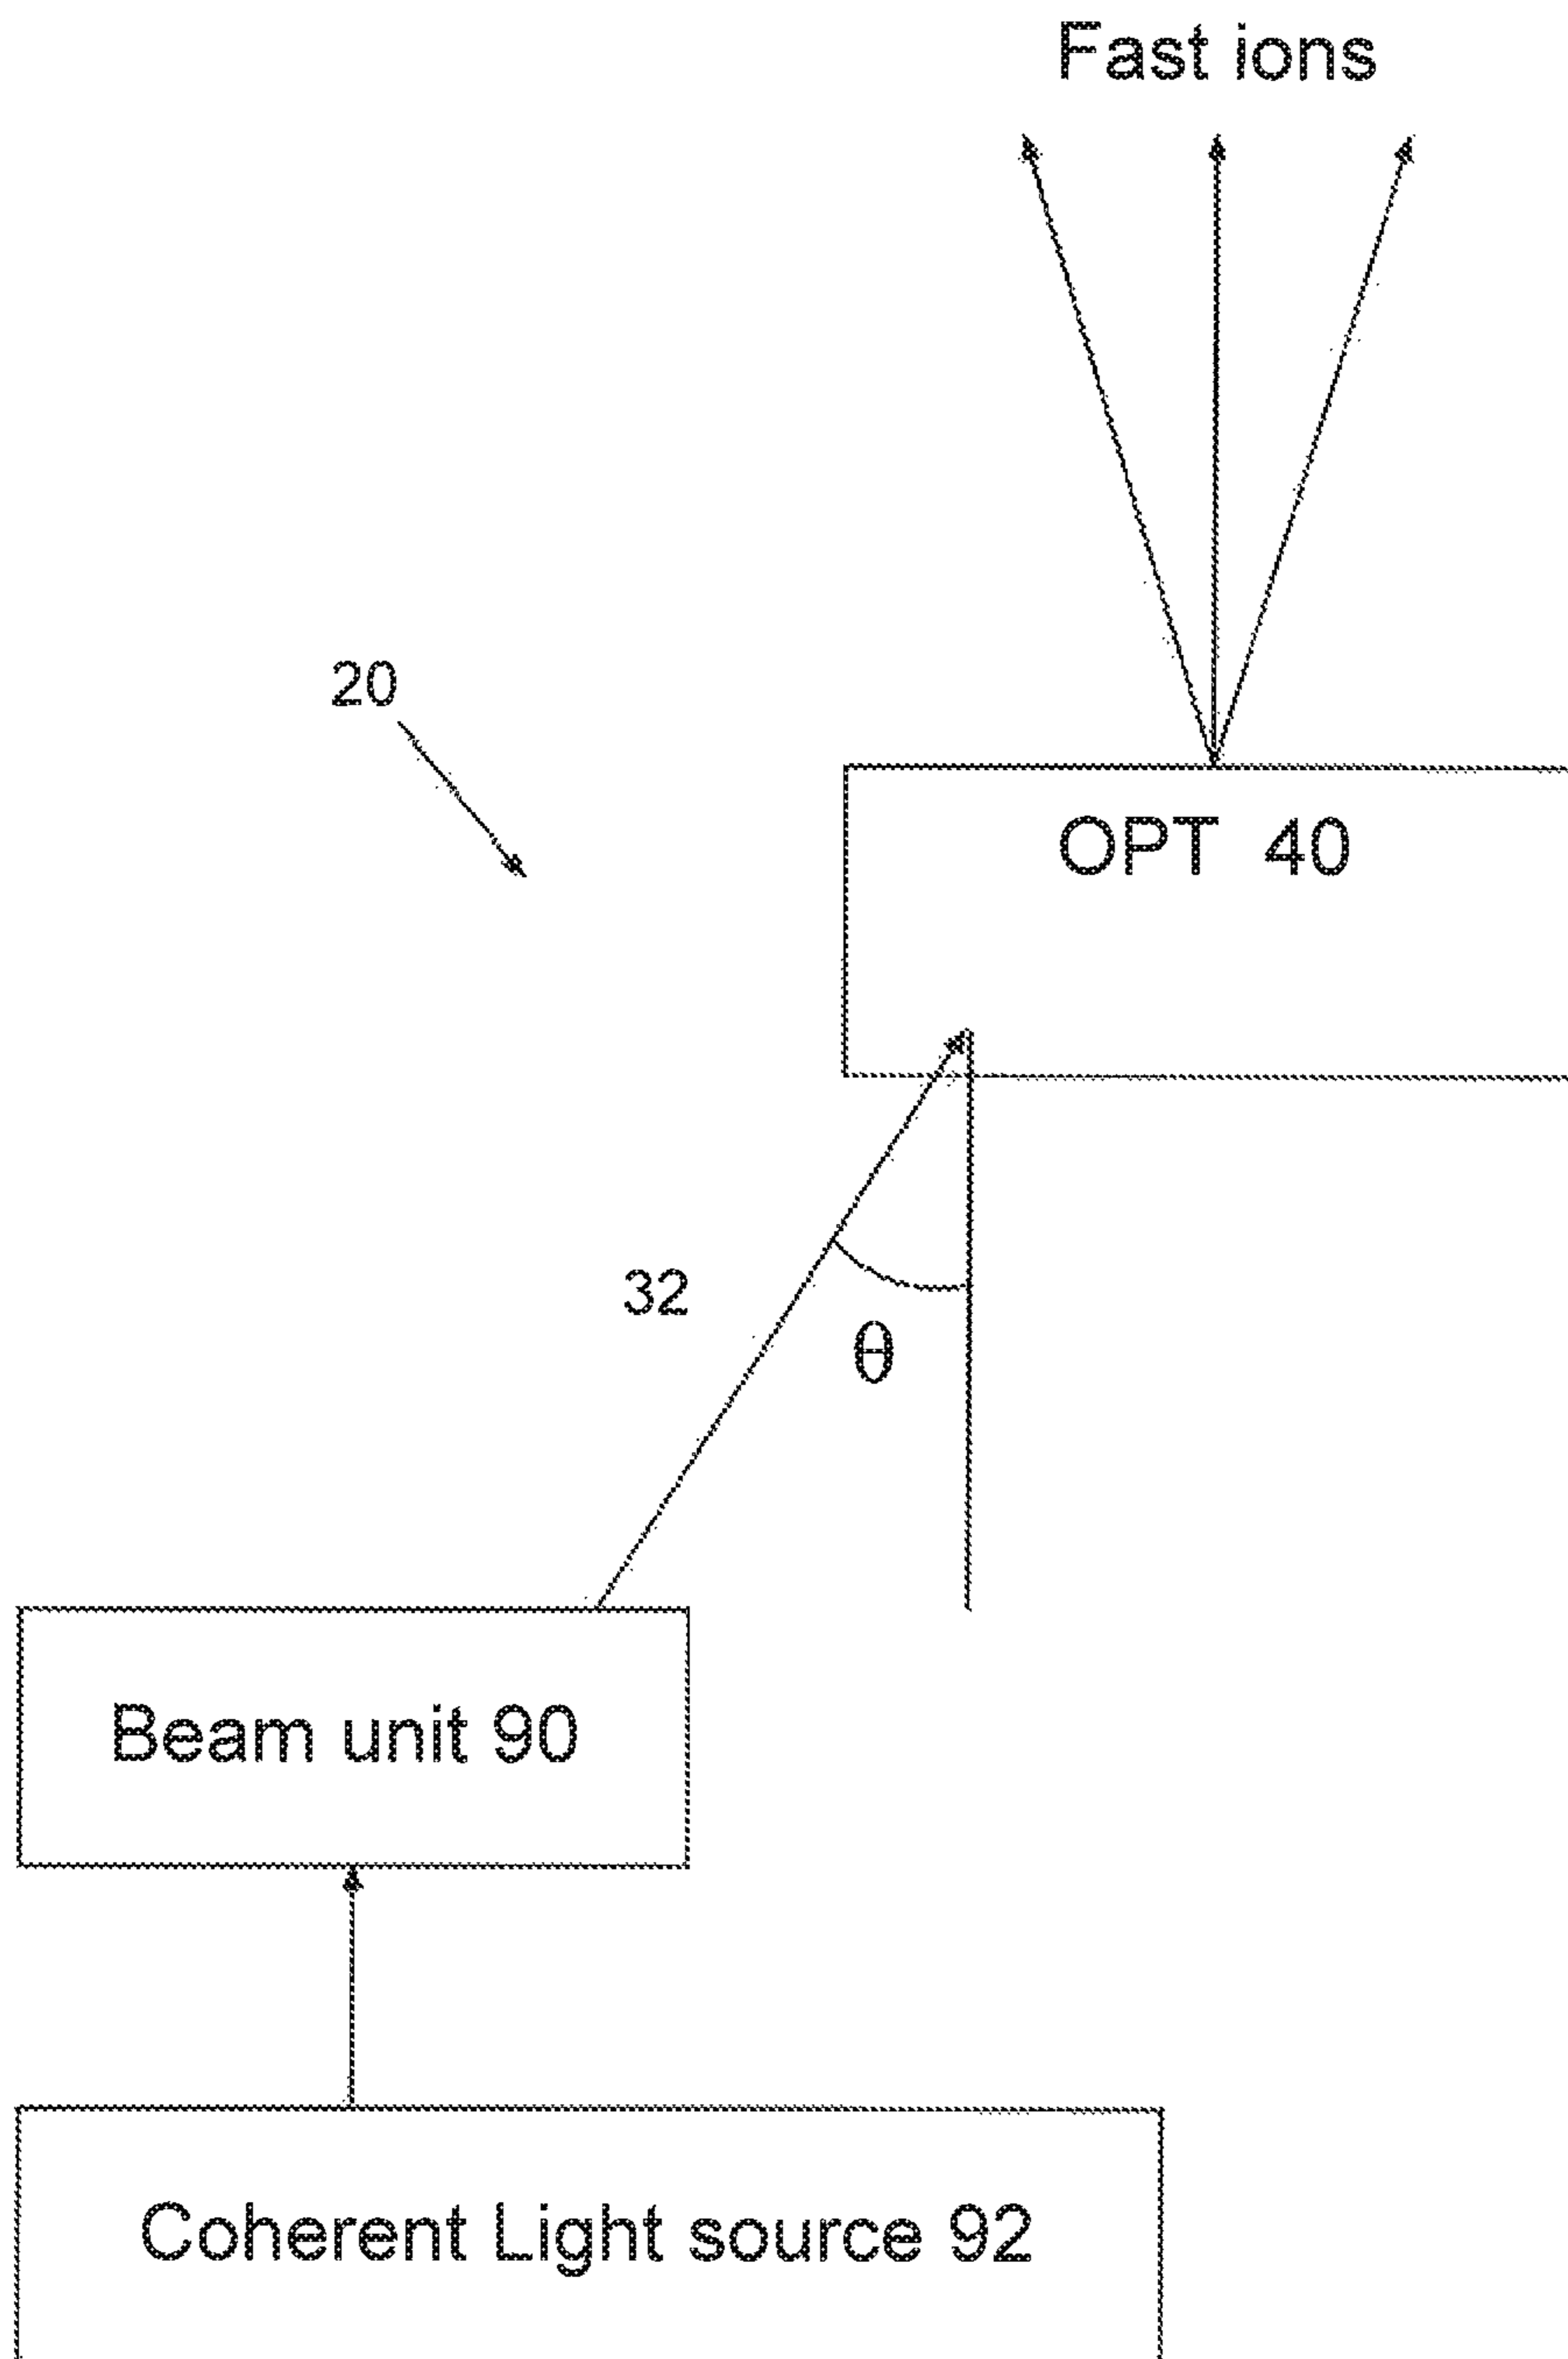 Fast ions
20
OPT 40
32
θ
Beam unit 90
Coherent Light source 92